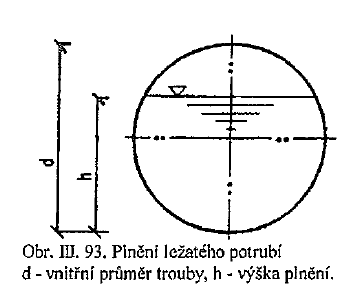 d
h
Obr. III. 93. Plnění ležatého potrubí
d - vnitřní průměr trouby, h - výška plnění.